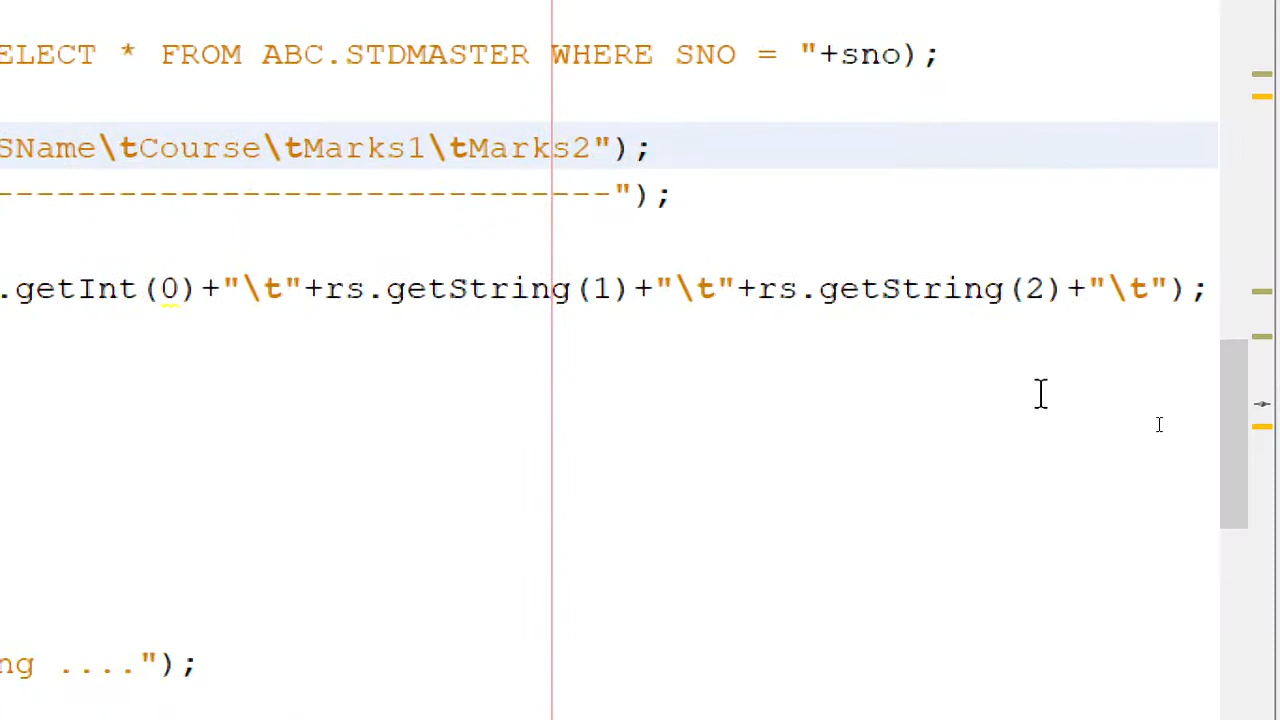 ELECT * FROM ABC.STDMASTER WHERE SNO = "+sno);
SName\tCourse\tMarks1\tMarks2");
-------------------------------");
.getInt(0)+"\t"+rs.getString(1)+"\t"+rs.getString(2)+"\t");
ng ....");